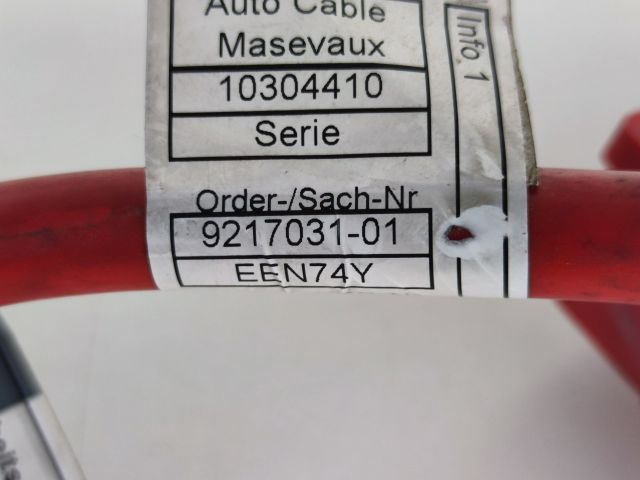 Auto Cable
Masevaux
10304410
Serie
Order-/Sach-Nr
9217031-01
EEN74Y
Info 1